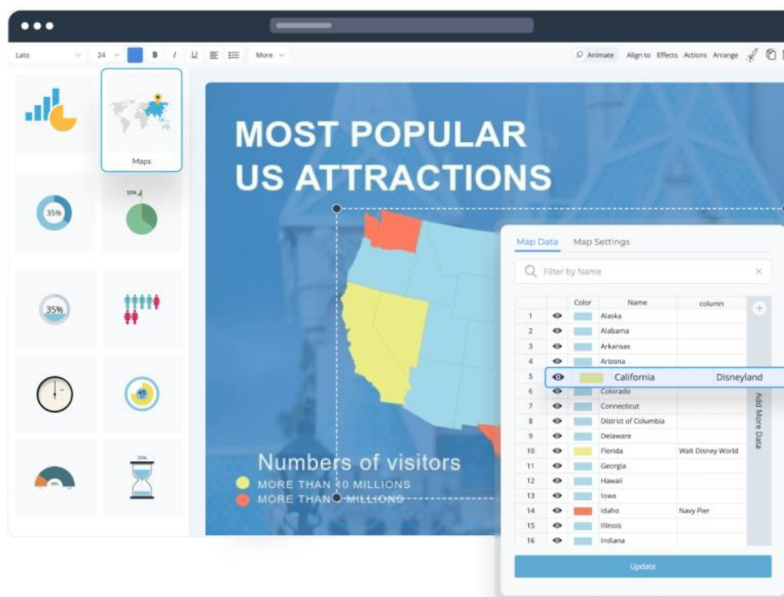 Lato 24 B I U More Animate Align to Effects Actions Arrange
Maps
35%
35%
35%
25%
MOST POPULAR
US ATTRACTIONS
Numbers of visitors
MORE THAN 10 MILLIONS
MORE THAN MILLIONS
Map Data Map Settings
Filter by Name
Color Name column
1 Alaska
2 Alabama
3 Arkansas
4 Arizona
5 California Disneyland
6 Colorado
7 Connecticut
8 District of Columbia
9 Delaware
10 Florida Walt Disney World
11 Georgia
12 Hawaii
13 Iowa
14 Idaho Navy Pier
15 Illinois
16 Indiana
Add More Data
Update